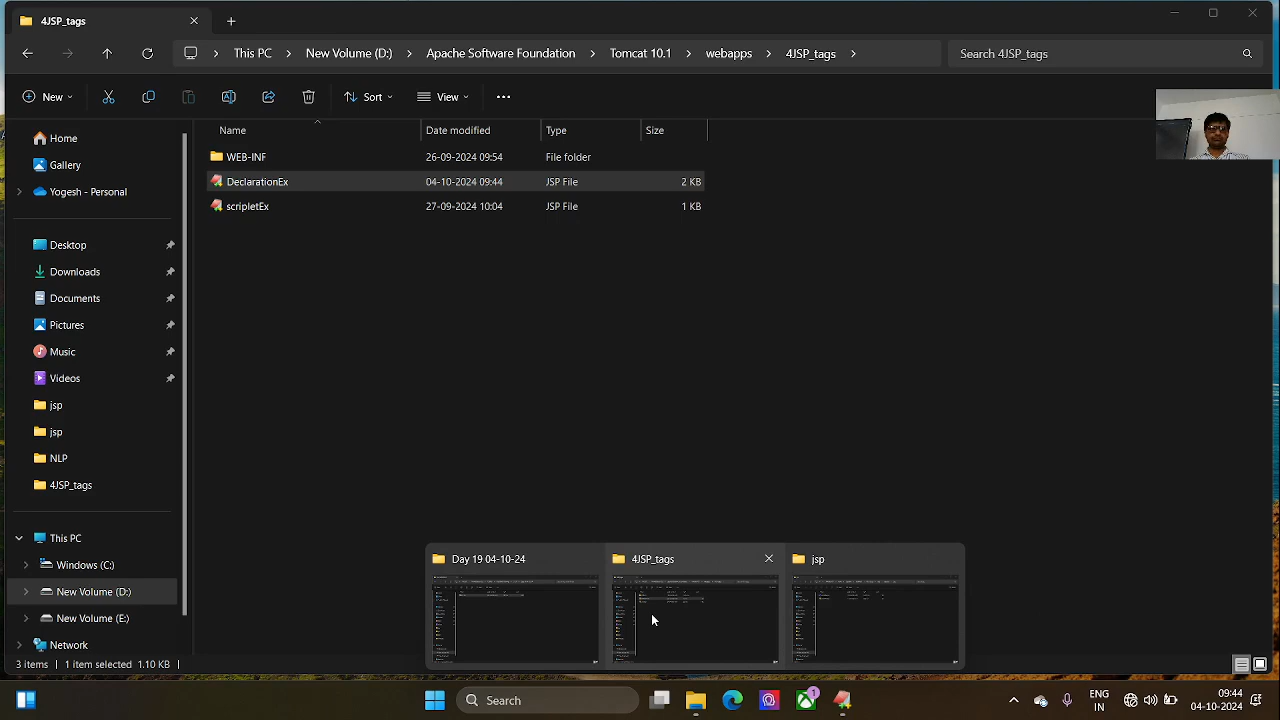 4JSP_tags
This PC
New Volume (D:)
Apache Software Foundation
Tomcat 10.1
webapps
4JSP_tags
Search 4JSP_tags
New
Sort
View
Home
Gallery
Yogesh - Personal
Desktop
Downloads
Documents
Pictures
Music
Videos
jsp
jsp
NLP
4JSP_tags
This PC
Windows (C:)
New Volume (D:)
New Volume (E:)
Network
Name Date modified Type Size
WEB-INF 26-09-2024 09:54 File folder
DeclarationEx 04-10-2024 09:44 JSP File 2 KB
scripletEx 27-09-2024 10:04 JSP File 1 KB
Day 19 04-10-24
4JSP_tags
jsp
3 items 1 item selected 1.10 KB
Search
1
ENG
IN
09:44
04-10-2024